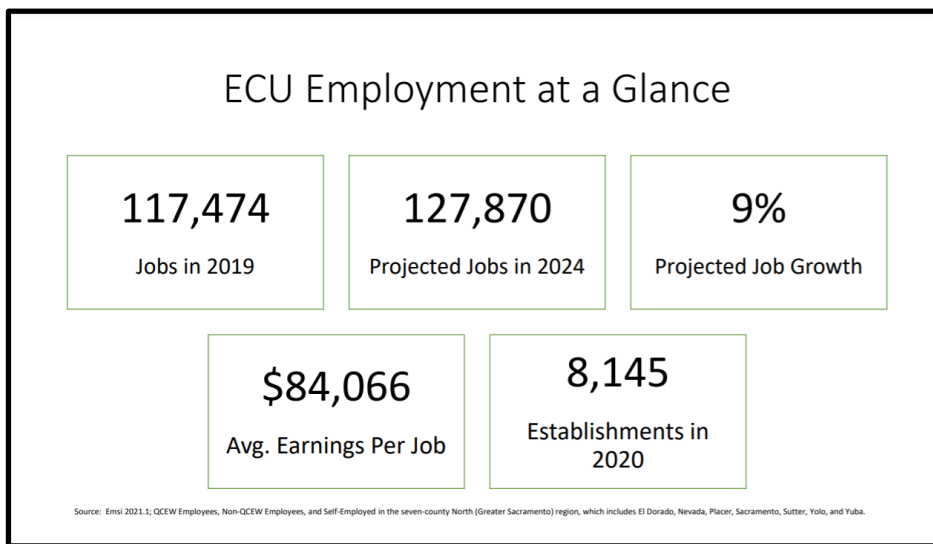 ECU Employment at a Glance
117,474
Jobs in 2019
127,870
Projected Jobs in 2024
9%
Projected Job Growth
$84,066
Avg. Earnings Per Job
8,145
Establishments in
2020
Source: Emsi 2021.1; QCEW Employees, Non-QCEW Employees, and Self-Employed in the seven-county North (Greater Sacramento) region, which includes El Dorado, Nevada, Placer, Sacramento, Sutter, Yolo, and Yuba.